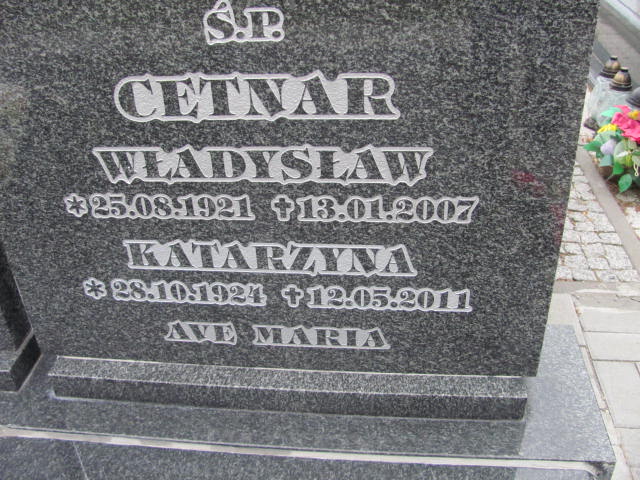 Ś.P.
CETNAR
WŁADYSŁAW
*25.08.1921 ✝13.01.2007
KATARZYNA
*28.10.1924 ✝12.05.2011
AVE MARIA